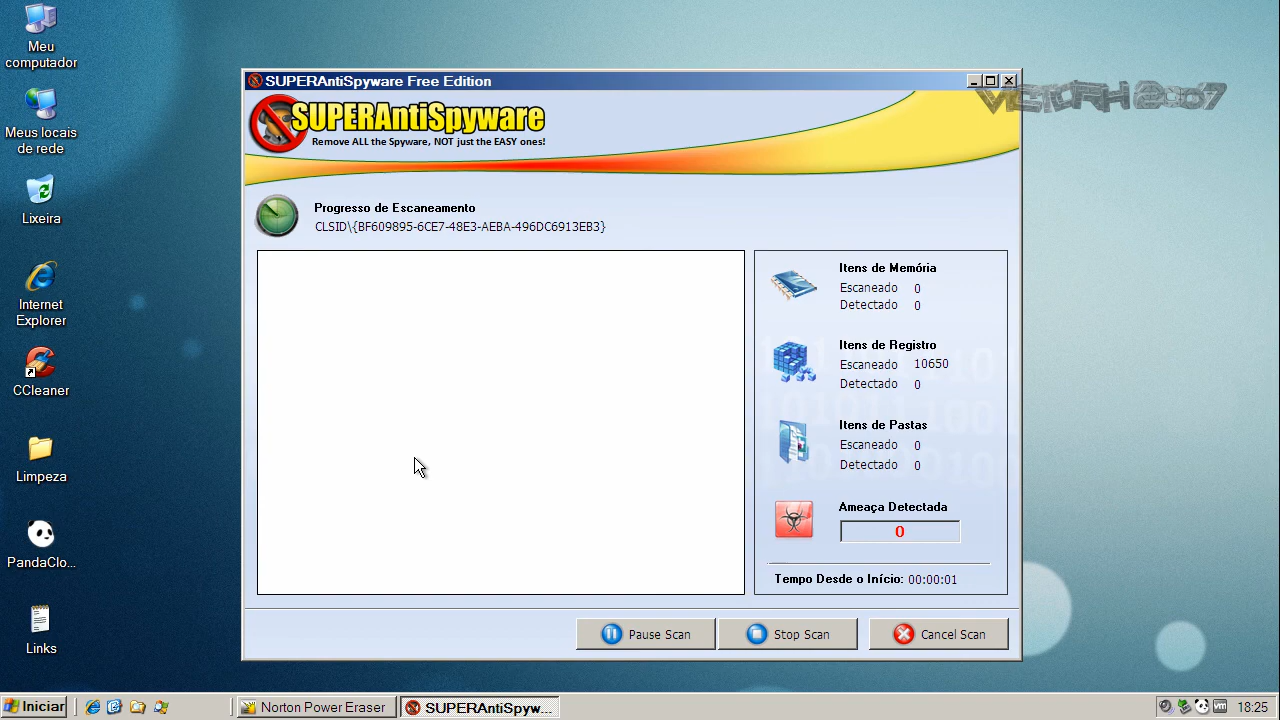 Meu
computador
Meus locais
de rede
Lixeira
Internet
Explorer
CCleaner
Limpeza
PandaClo...
Links
SUPERAntiSpyware Free Edition
SUPERAntiSpyware
Remove ALL the Spyware, NOT just the EASY ones!
Progresso de Escaneamento
CLSID\{BF609895-6CE7-48E3-AEBA-496DC6913EB3}
Itens de Memória
Escaneado 0
Detectado 0
Itens de Registro
Escaneado 10650
Detectado 0
Itens de Pastas
Escaneado 0
Detectado 0
Ameaça Detectada
0
Tempo Desde o Início: 00:00:01
Pause Scan
Stop Scan
Cancel Scan
Iniciar
Norton Power Eraser
SUPERAntiSpyw...
vm
18:25